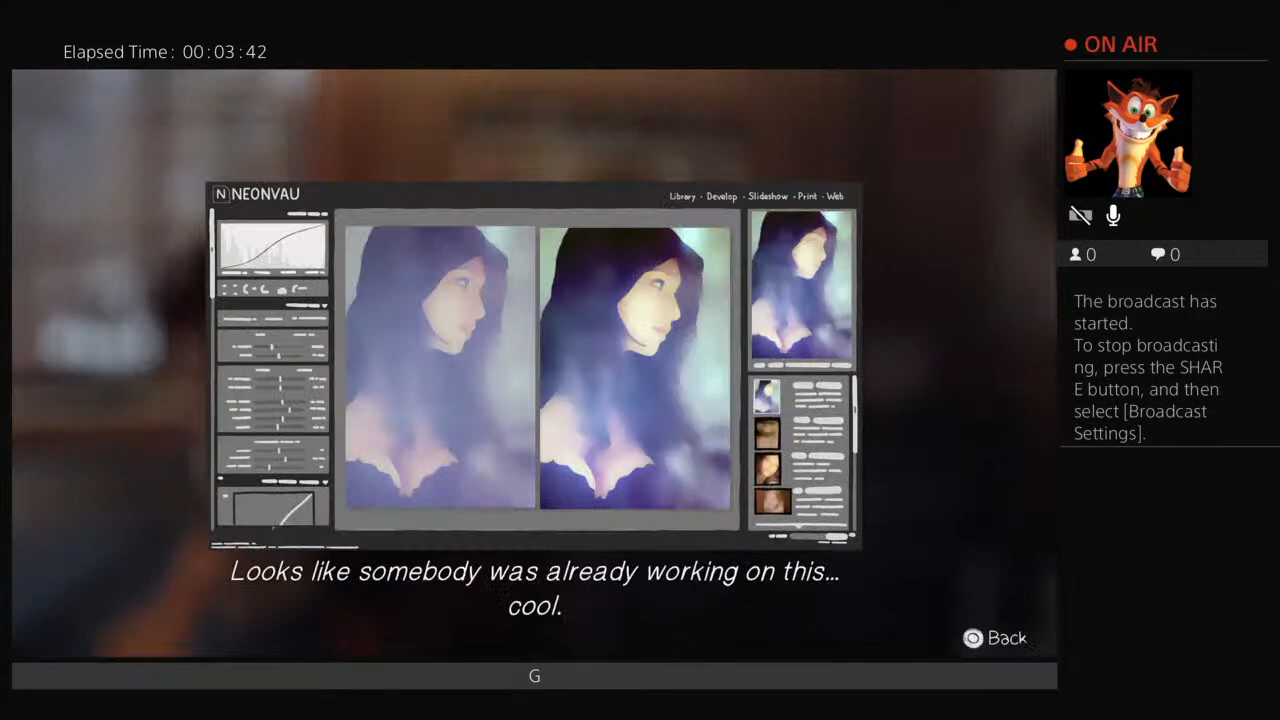 Elapsed Time: 00:03:42
ON AIR
N NEONVAU
Library · Develop · Slideshow · Print · Web
0 0
The broadcast has
started.
To stop broadcasti
ng, press the SHAR
E button, and then
select [Broadcast
Settings].
Looks like somebody was already working on this...
cool.
Back
G